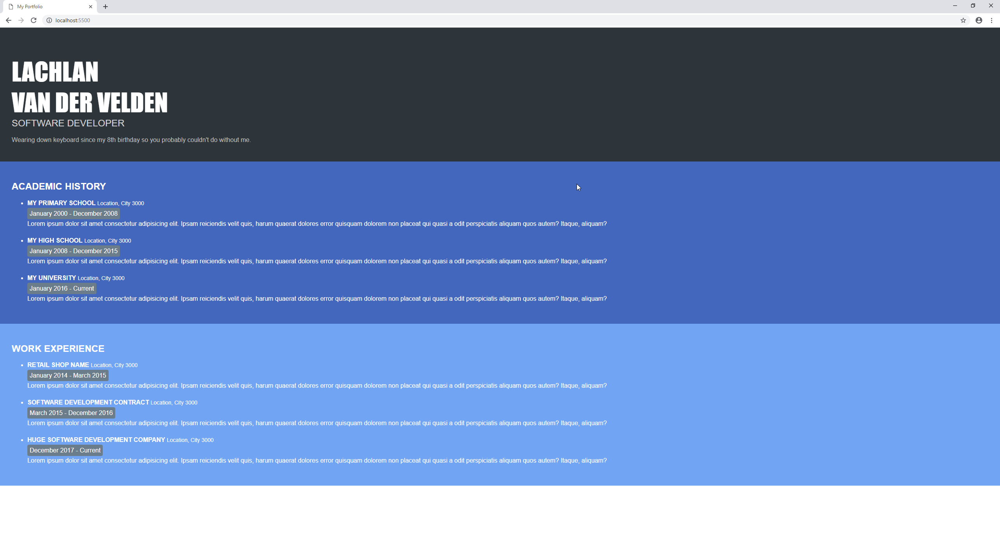 My Portfolio
localhost:5500
LACHLAN
VAN DER VELDEN
SOFTWARE DEVELOPER
Wearing down keyboard since my 8th birthday so you probably couldn't do without me.
ACADEMIC HISTORY
MY PRIMARY SCHOOL Location, City 3000
January 2000 - December 2008
Lorem ipsum dolor sit amet consectetur adipisicing elit. Ipsam reiciendis velit quis, harum quaerat dolores error quisquam dolorem non placeat qui quasi a odit perspiciatis aliquam quos autem? Itaque, aliquam?
MY HIGH SCHOOL Location, City 3000
January 2008 - December 2015
Lorem ipsum dolor sit amet consectetur adipisicing elit. Ipsam reiciendis velit quis, harum quaerat dolores error quisquam dolorem non placeat qui quasi a odit perspiciatis aliquam quos autem? Itaque, aliquam?
MY UNIVERSITY Location, City 3000
January 2016 - Current
Lorem ipsum dolor sit amet consectetur adipisicing elit. Ipsam reiciendis velit quis, harum quaerat dolores error quisquam dolorem non placeat qui quasi a odit perspiciatis aliquam quos autem? Itaque, aliquam?
WORK EXPERIENCE
RETAIL SHOP NAME Location, City 3000
January 2014 - March 2015
Lorem ipsum dolor sit amet consectetur adipisicing elit. Ipsam reiciendis velit quis, harum quaerat dolores error quisquam dolorem non placeat qui quasi a odit perspiciatis aliquam quos autem? Itaque, aliquam?
SOFTWARE DEVELOPMENT CONTRACT Location, City 3000
March 2015 - December 2016
Lorem ipsum dolor sit amet consectetur adipisicing elit. Ipsam reiciendis velit quis, harum quaerat dolores error quisquam dolorem non placeat qui quasi a odit perspiciatis aliquam quos autem? Itaque, aliquam?
HUGE SOFTWARE DEVELOPMENT COMPANY Location, City 3000
December 2017 - Current
Lorem ipsum dolor sit amet consectetur adipisicing elit. Ipsam reiciendis velit quis, harum quaerat dolores error quisquam dolorem non placeat qui quasi a odit perspiciatis aliquam quos autem? Itaque, aliquam?